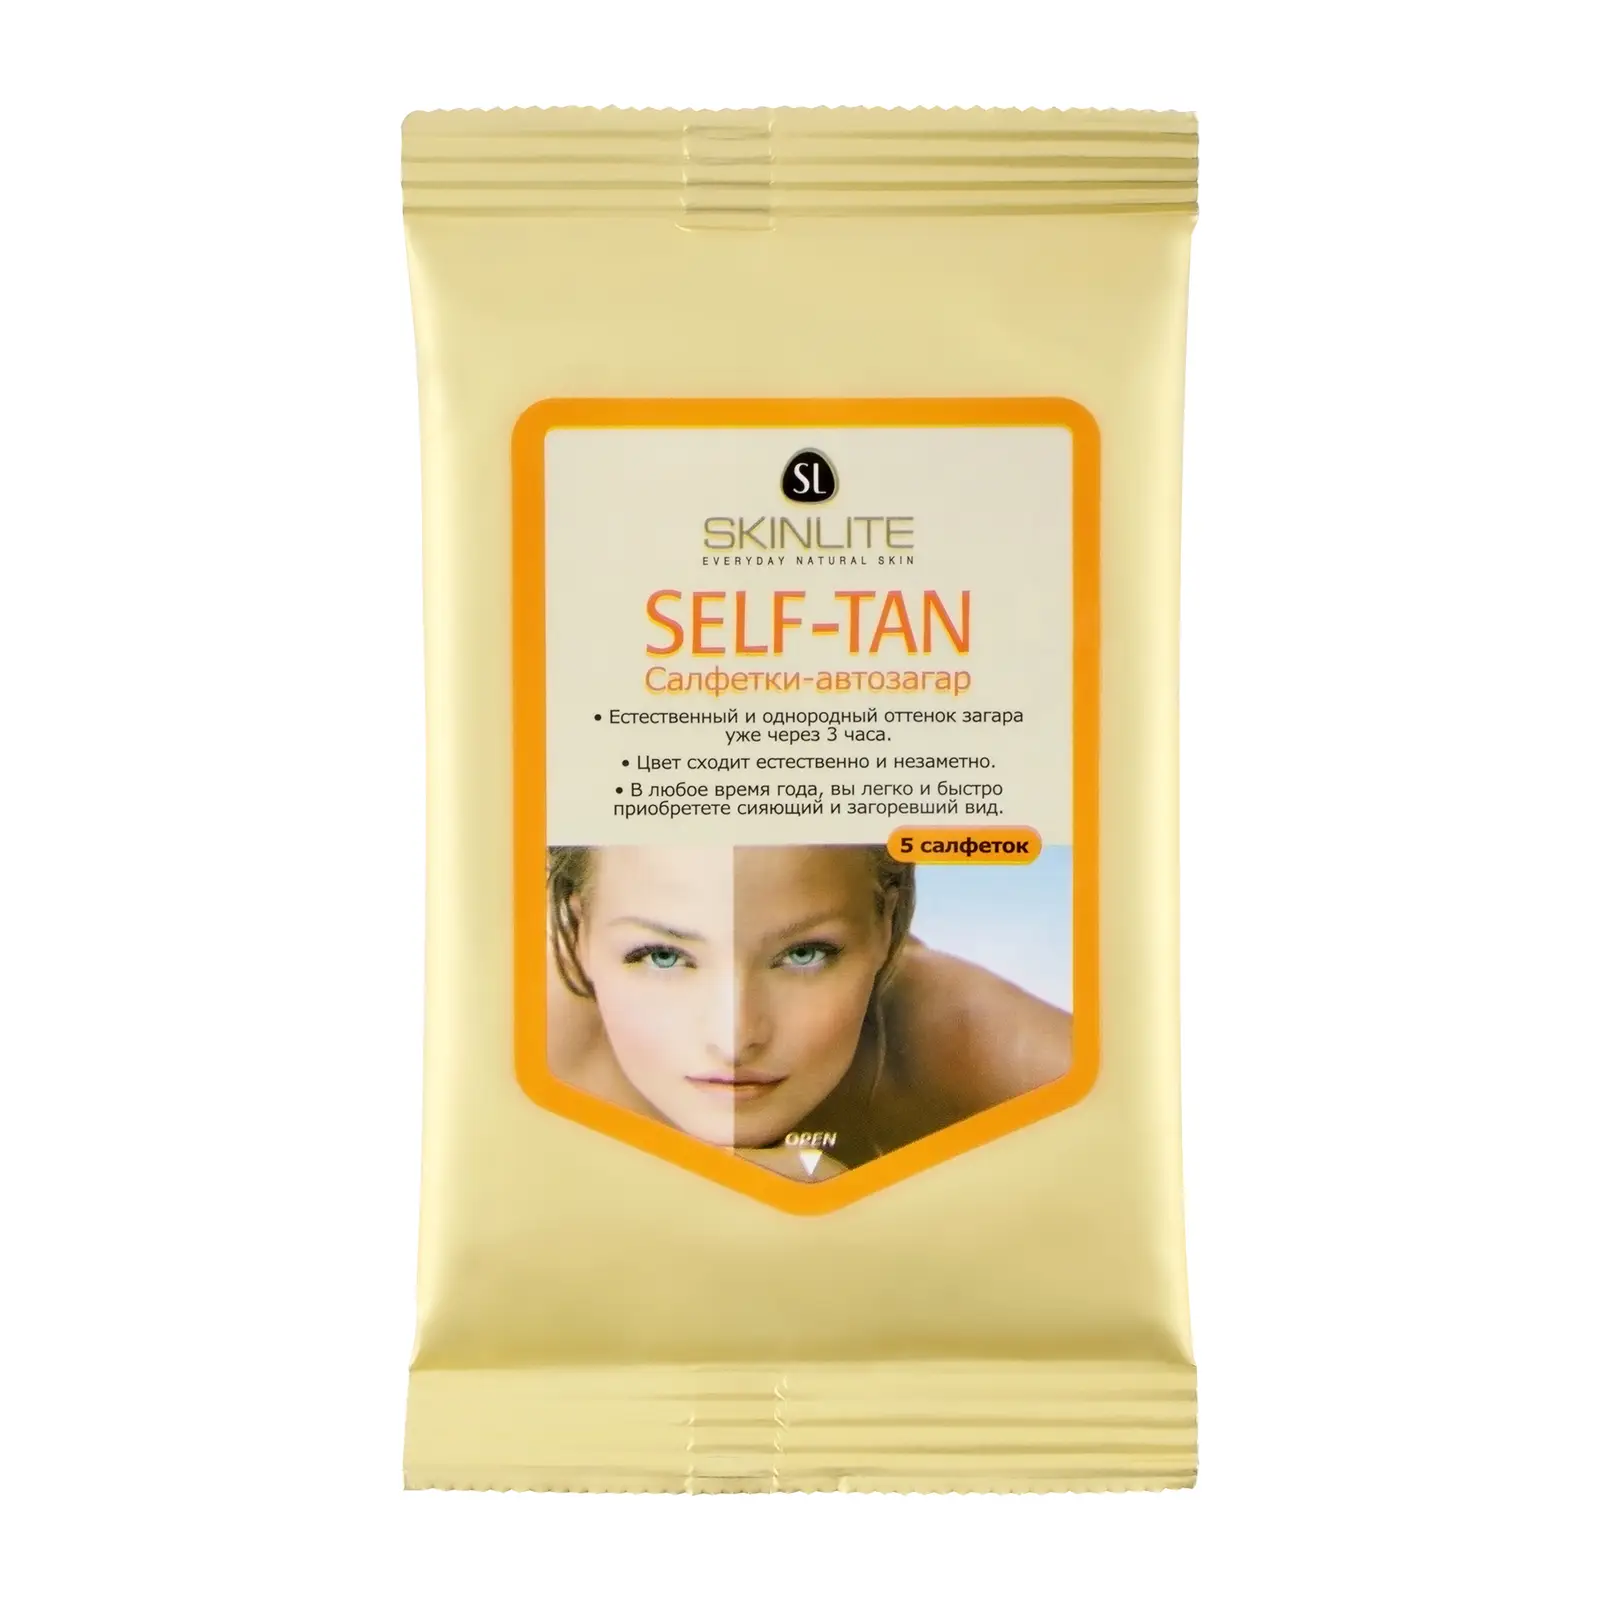 SL
SKINLITE
EVERYDAY NATURAL SKIN
SELF-TAN
Салфетки-автозагар
• Естественный и однородный оттенок загара
уже через 3 часа.
• Цвет сходит естественно и незаметно.
• В любое время года, вы легко и быстро
приобретете сияющий и загоревший вид.
5 салфеток
OPEN